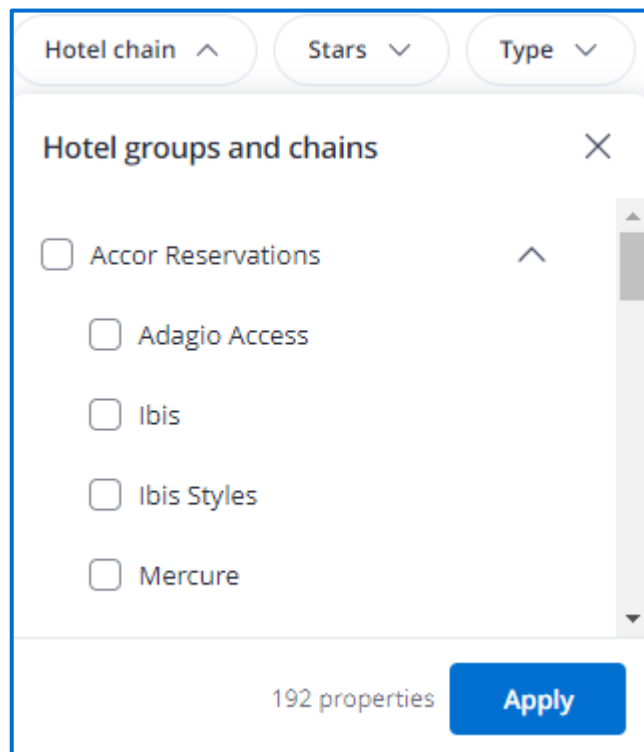 Hotel chain Stars Type
Hotel groups and chains
Accor Reservations
Adagio Access
Ibis
Ibis Styles
Mercure
192 properties Apply